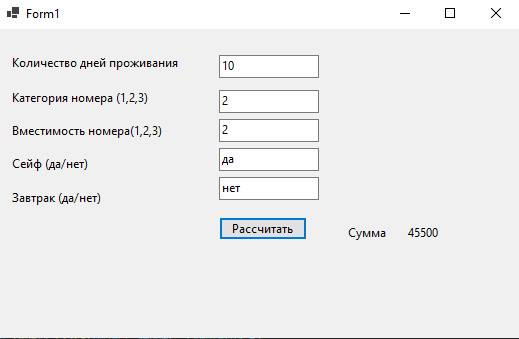 Form1
Количество дней проживания 10
Категория номера (1,2,3) 2
Вместимость номера(1,2,3) 2
Сейф (да/нет) да
Завтрак (да/нет) нет
Рассчитать Сумма 45500